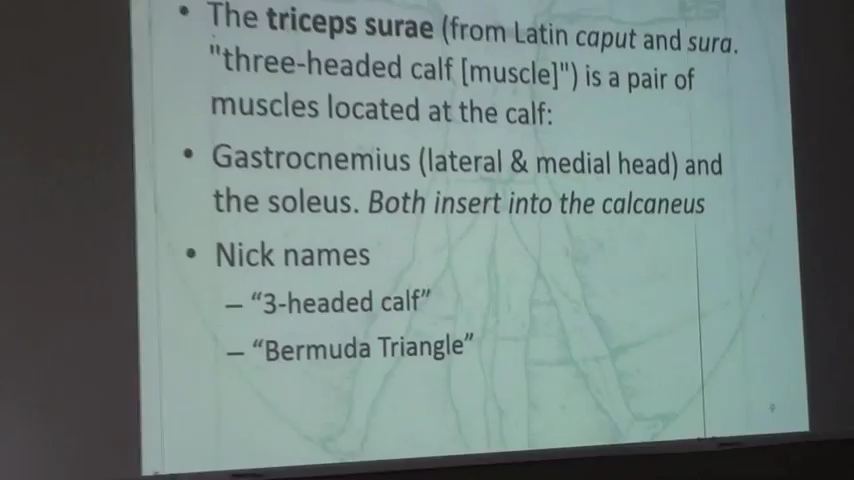 • The triceps surae (from Latin caput and sura.
"three-headed calf [muscle]") is a pair of
muscles located at the calf:
• Gastrocnemius (lateral & medial head) and
the soleus. Both insert into the calcaneus
• Nick names
– “3-headed calf”
– “Bermuda Triangle”
9